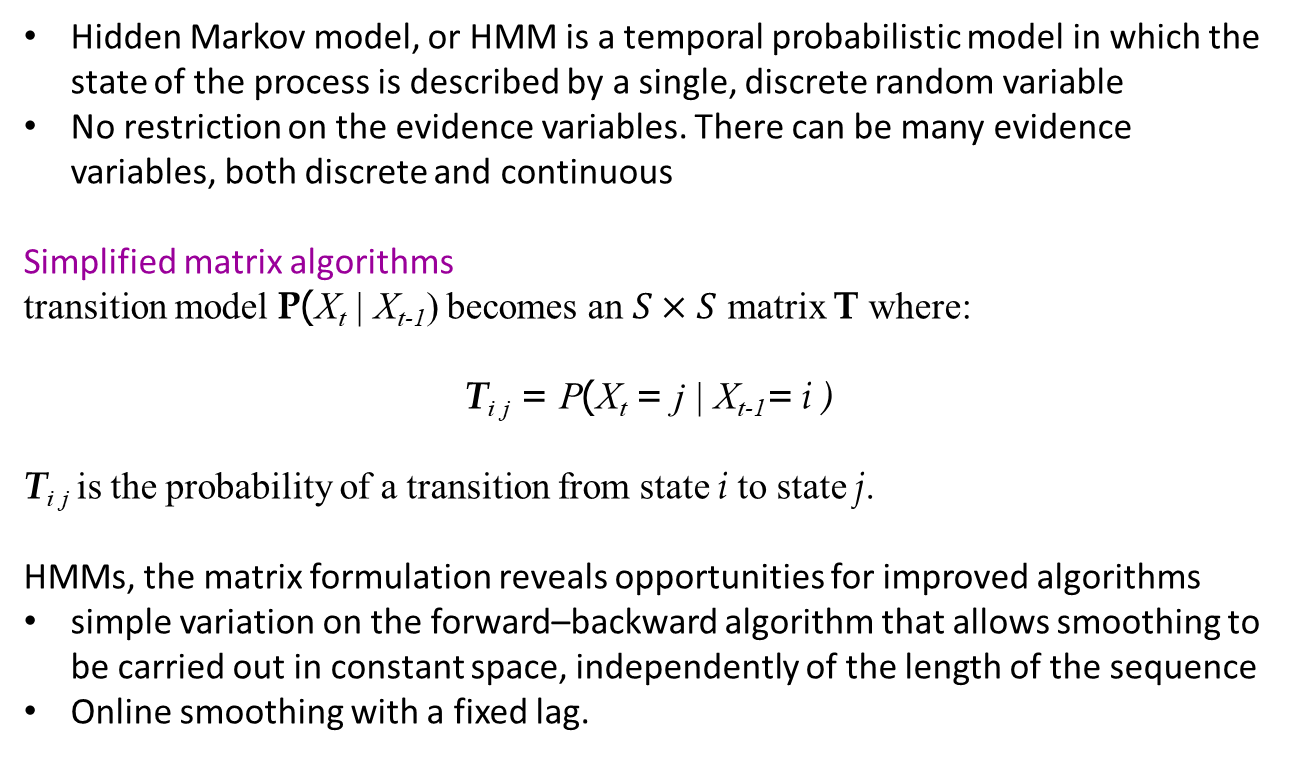 • Hidden Markov model, or HMM is a temporal probabilistic model in which the
state of the process is described by a single, discrete random variable
• No restriction on the evidence variables. There can be many evidence
variables, both discrete and continuous
Simplified matrix algorithms
transition model P(Xₜ | Xₜ₋₁) becomes an S × S matrix T where:
Tᵢⱼ = P(Xₜ = j | Xₜ₋₁= i )
Tᵢⱼ is the probability of a transition from state i to state j.
HMMs, the matrix formulation reveals opportunities for improved algorithms
• simple variation on the forward–backward algorithm that allows smoothing to
be carried out in constant space, independently of the length of the sequence
• Online smoothing with a fixed lag.